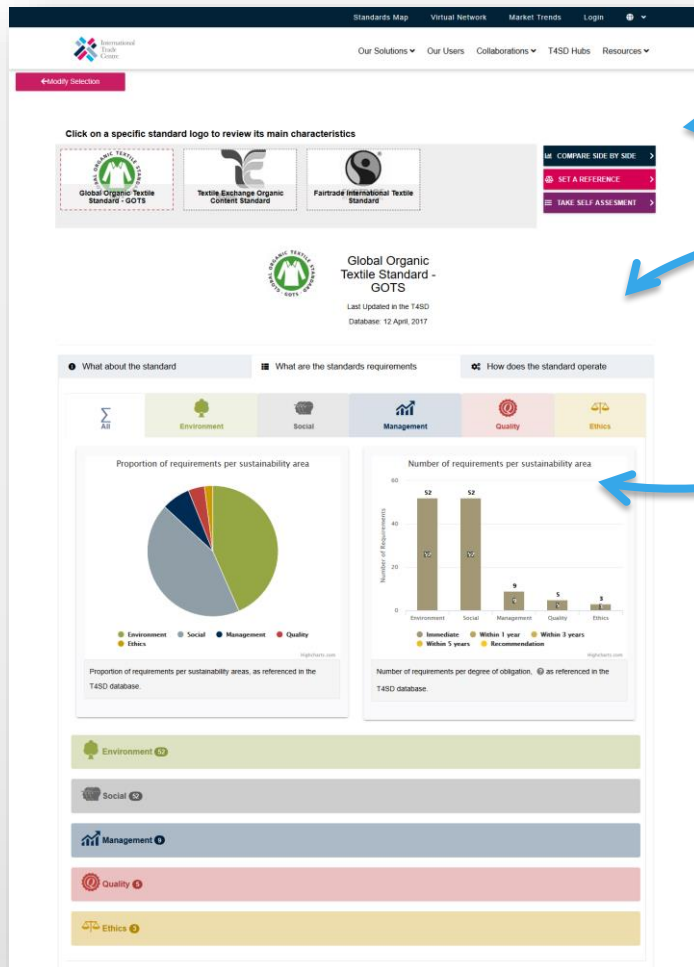 Standards Map Virtual Network Market Trends Login
International
Trade
Centre
Our Solutions Our Users Collaborations T4SD Hubs Resources
Modify Selection
Click on a specific standard logo to review its main characteristics
Global Organic Textile
Standard - GOTS
Textile Exchange Organic
Content Standard
Fairtrade International Textile
Standard
COMPARE SIDE BY SIDE
SET A REFERENCE
TAKE SELF ASSESMENT
Global Organic
Textile Standard -
GOTS
Last Updated in the T4SD
Database: 12 April, 2017
What about the standard
What are the standards requirements
How does the standard operate
All
Environment
Social
Management
Quality
Ethics
Proportion of requirements per sustainability area
Environment Social Management Quality
Ethics
Highcharts.com
Proportion of requirements per sustainability areas, as referenced in the
T4SD database.
Number of requirements per sustainability area
Number of Requirements
60
40
20
0
52 52 9 5 3
52 52
Environment Social Management Quality Ethics
Immediate Within 1 year Within 3 years
Within 5 years Recommendation
Highcharts.com
Number of requirements per degree of obligation, as referenced in the
T4SD database.
Environment 52
Social 52
Management 9
Quality 5
Ethics 3